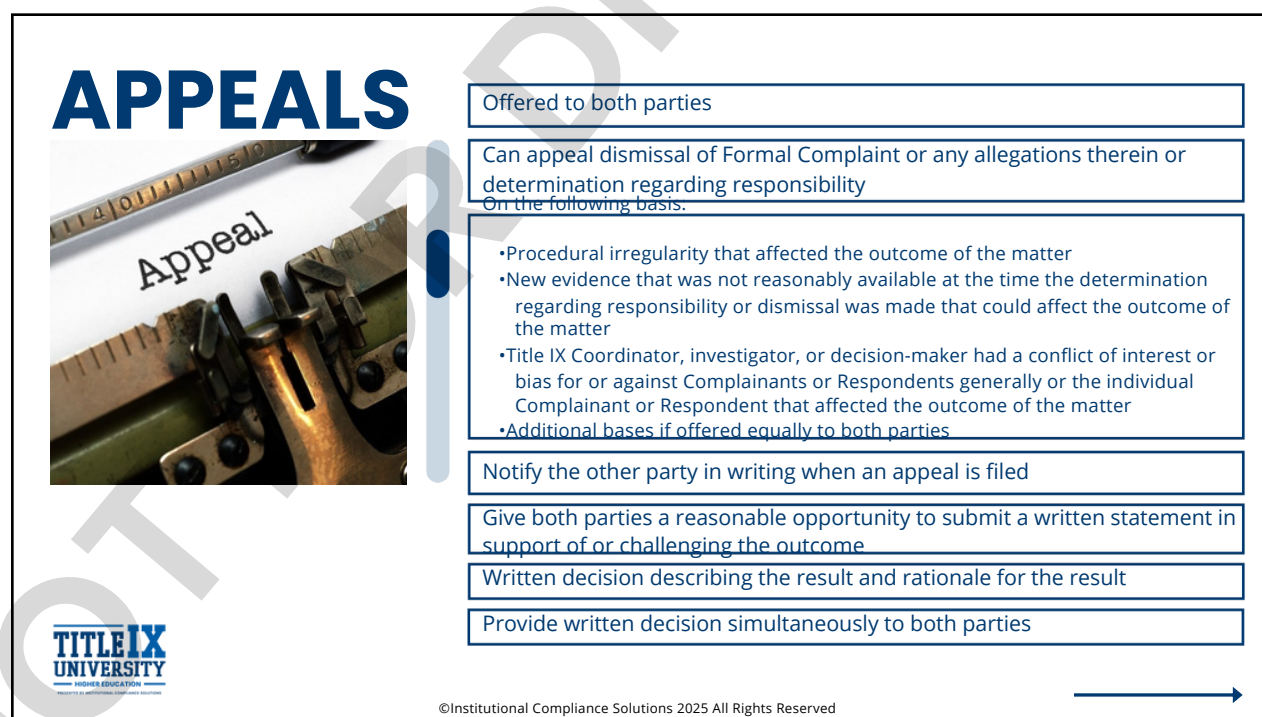 APPEALS
Offered to both parties
Can appeal dismissal of Formal Complaint or any allegations therein or
determination regarding responsibility
On the following basis:
•Procedural irregularity that affected the outcome of the matter
•New evidence that was not reasonably available at the time the determination
regarding responsibility or dismissal was made that could affect the outcome of
the matter
•Title IX Coordinator, investigator, or decision-maker had a conflict of interest or
bias for or against Complainants or Respondents generally or the individual
Complainant or Respondent that affected the outcome of the matter
•Additional bases if offered equally to both parties
Notify the other party in writing when an appeal is filed
Give both parties a reasonable opportunity to submit a written statement in
support of or challenging the outcome
Written decision describing the result and rationale for the result
Provide written decision simultaneously to both parties
Appeal
TITLE IX
UNIVERSITY
HIGHER EDUCATION
PRESENTED BY INSTITUTIONAL COMPLIANCE SOLUTIONS
©Institutional Compliance Solutions 2025 All Rights Reserved